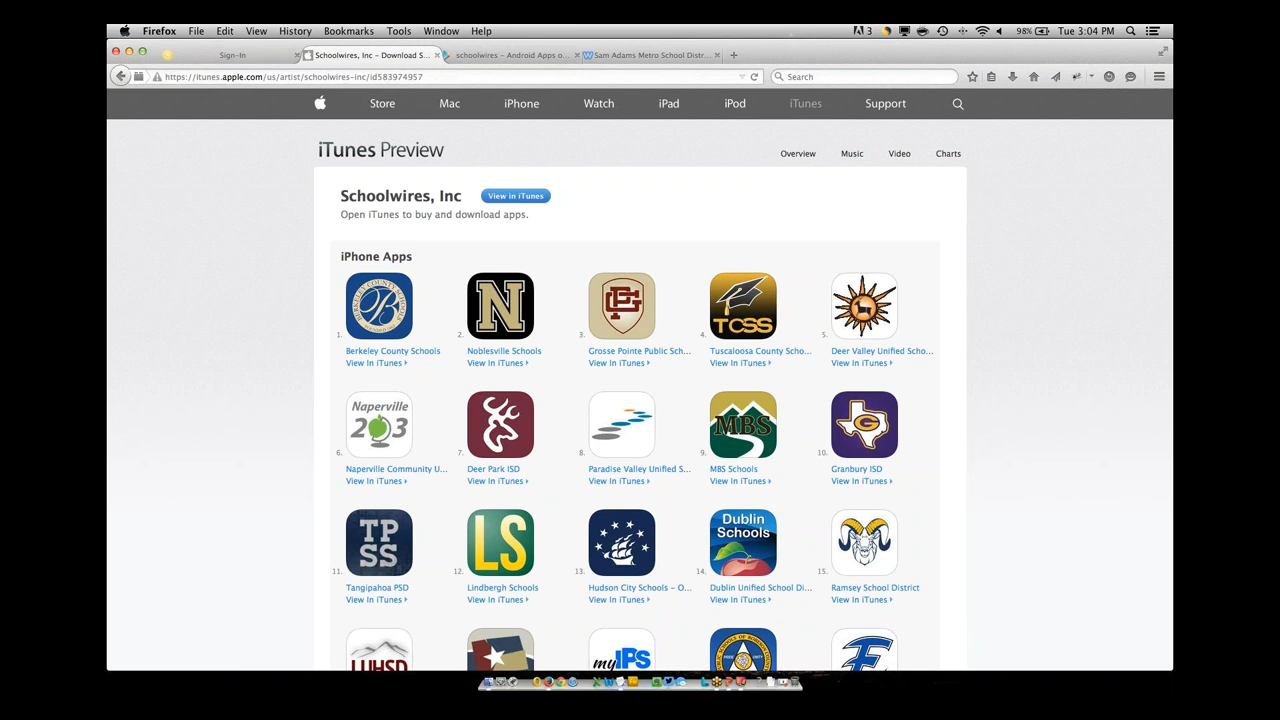 Firefox File Edit View History Bookmarks Tools Window Help 3 98% Tue 3:04 PM
Sign-In Schoolwires, Inc – Download S... schoolwires – Android Apps o... Sam Adams Metro School Distr...
https://itunes.apple.com/us/artist/schoolwires-inc/id583974957 Search
Store Mac iPhone Watch iPad iPod iTunes Support
iTunes Preview Overview Music Video Charts
Schoolwires, Inc View in iTunes
Open iTunes to buy and download apps.
iPhone Apps
N TCSS
1. 2. 3. 4. 5.
Berkeley County Schools Noblesville Schools Grosse Pointe Public Sch... Tuscaloosa County Scho... Deer Valley Unified Scho...
View In iTunes View In iTunes View In iTunes View In iTunes View In iTunes
Naperville 203 MBS G
6. 7. 8. 9. 10.
Naperville Community U... Deer Park ISD Paradise Valley Unified S... MBS Schools Granbury ISD
View In iTunes View In iTunes View In iTunes View In iTunes View In iTunes
TPSS LS Dublin Schools
11. 12. 13. 14. 15.
Tangipahoa PSD Lindbergh Schools Hudson City Schools – O... Dublin Unified School Di... Ramsey School District
View In iTunes View In iTunes View In iTunes View In iTunes View In iTunes
LUHSD myIPS E